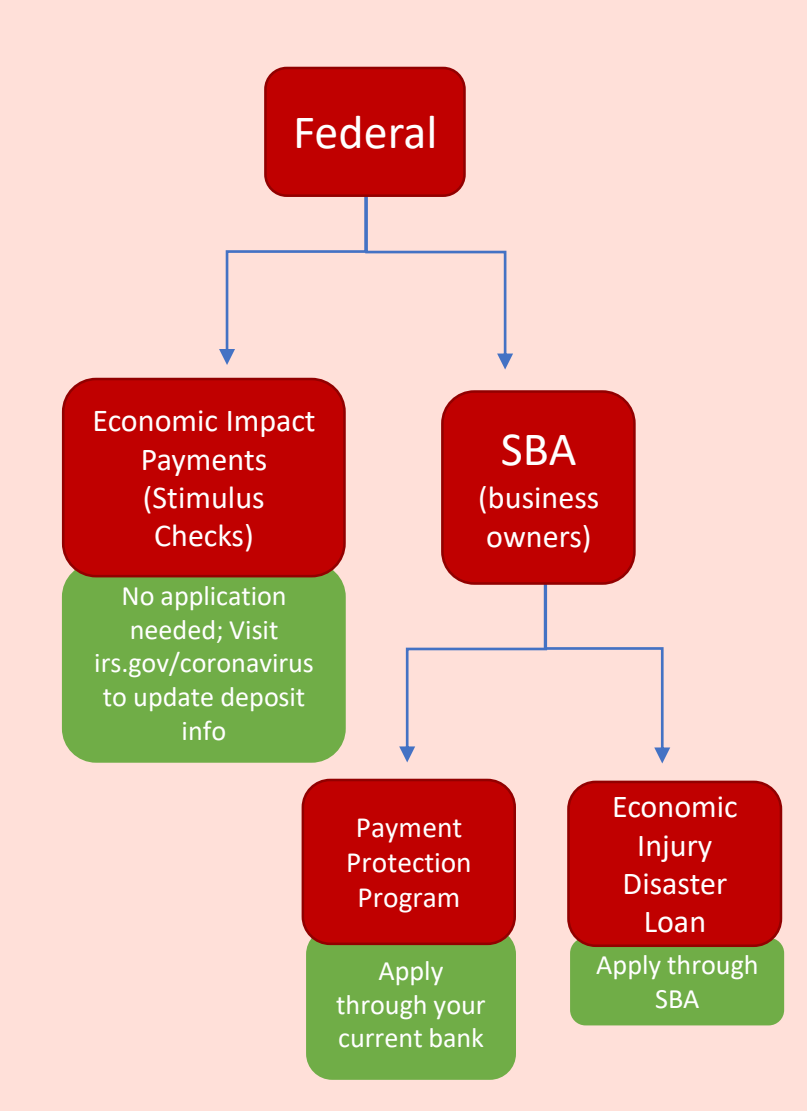 Federal
Economic Impact
Payments
(Stimulus
Checks)
No application
needed; Visit
irs.gov/coronavirus
to update deposit
info
SBA
(business
owners)
Payment
Protection
Program
Apply
through your
current bank
Economic
Injury
Disaster
Loan
Apply through
SBA